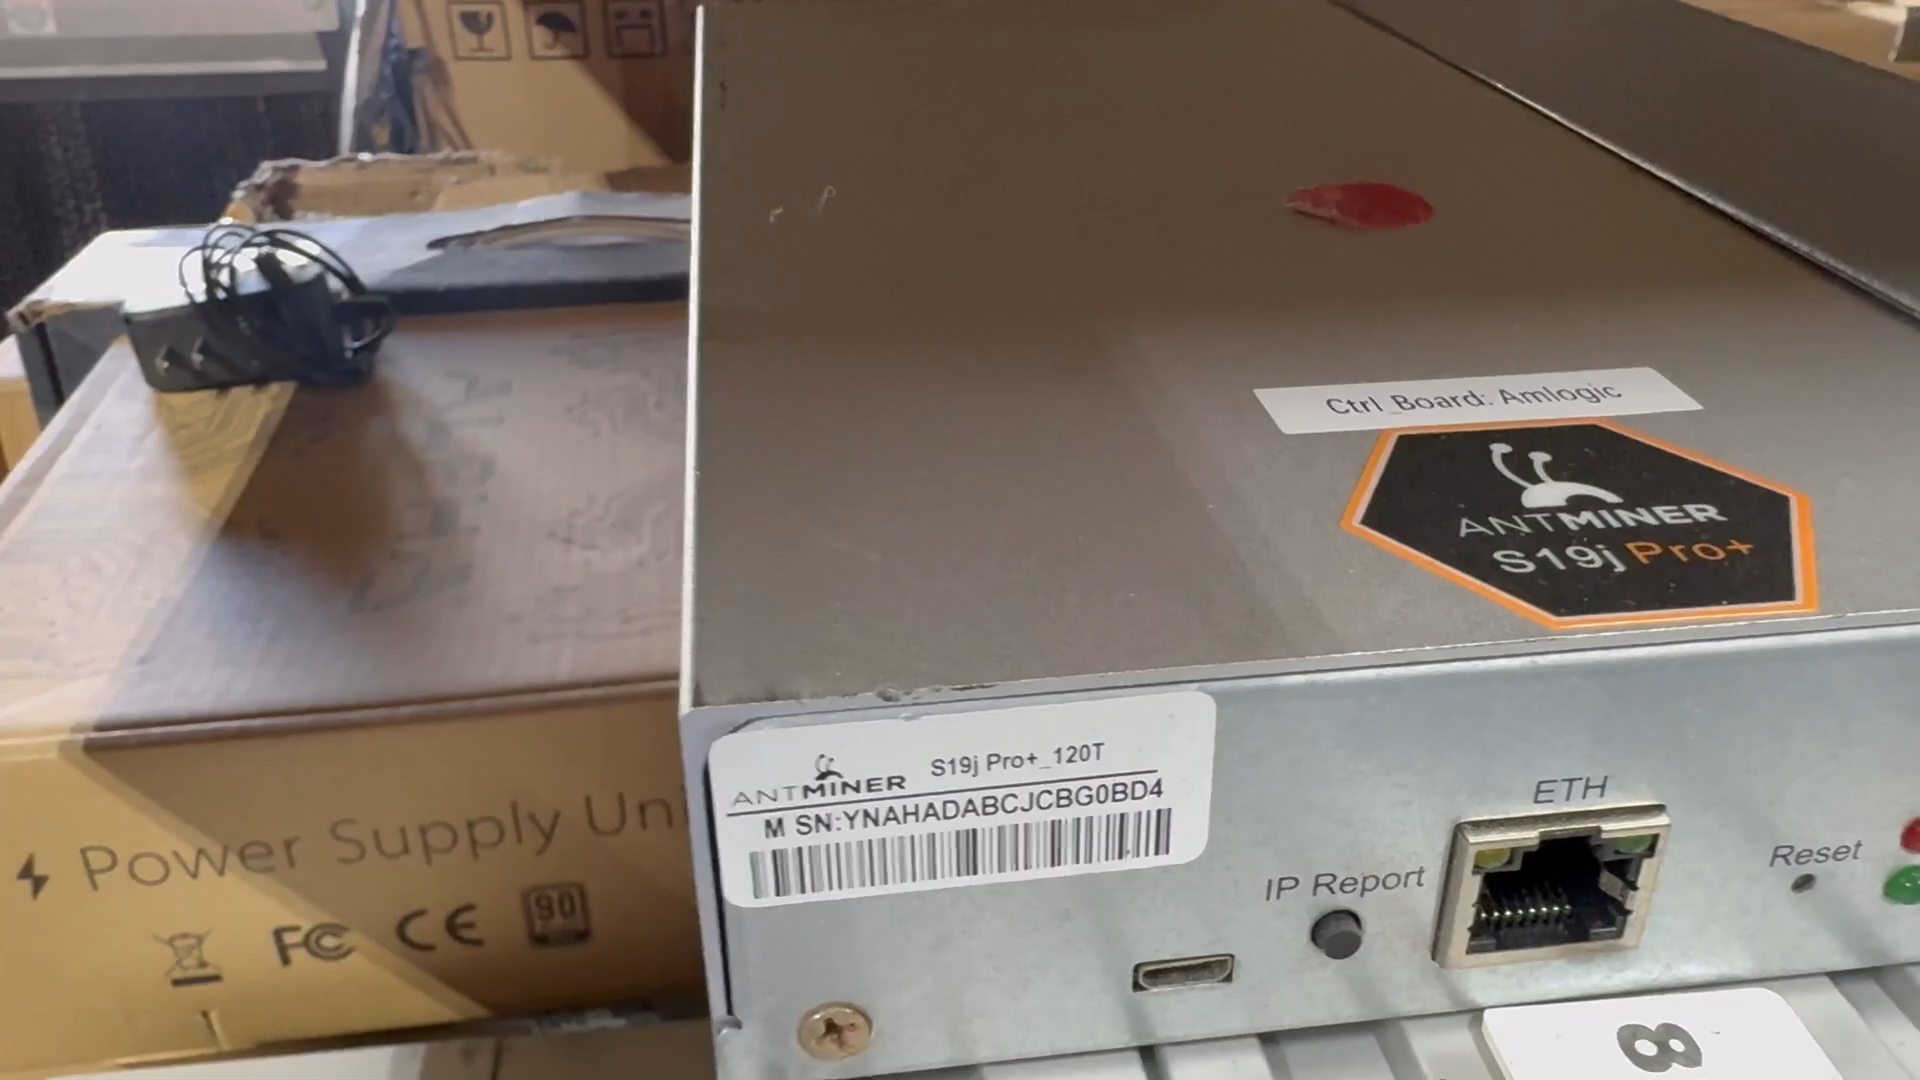 Ctrl_Board: Amlogic
ANTMINER
S19j Pro+
ANTMINER S19j Pro+_120T
M SN:YNAHADABCJCBG0BD4
ETH
IP Report
Reset
Power Supply Un
FC CE 90
8